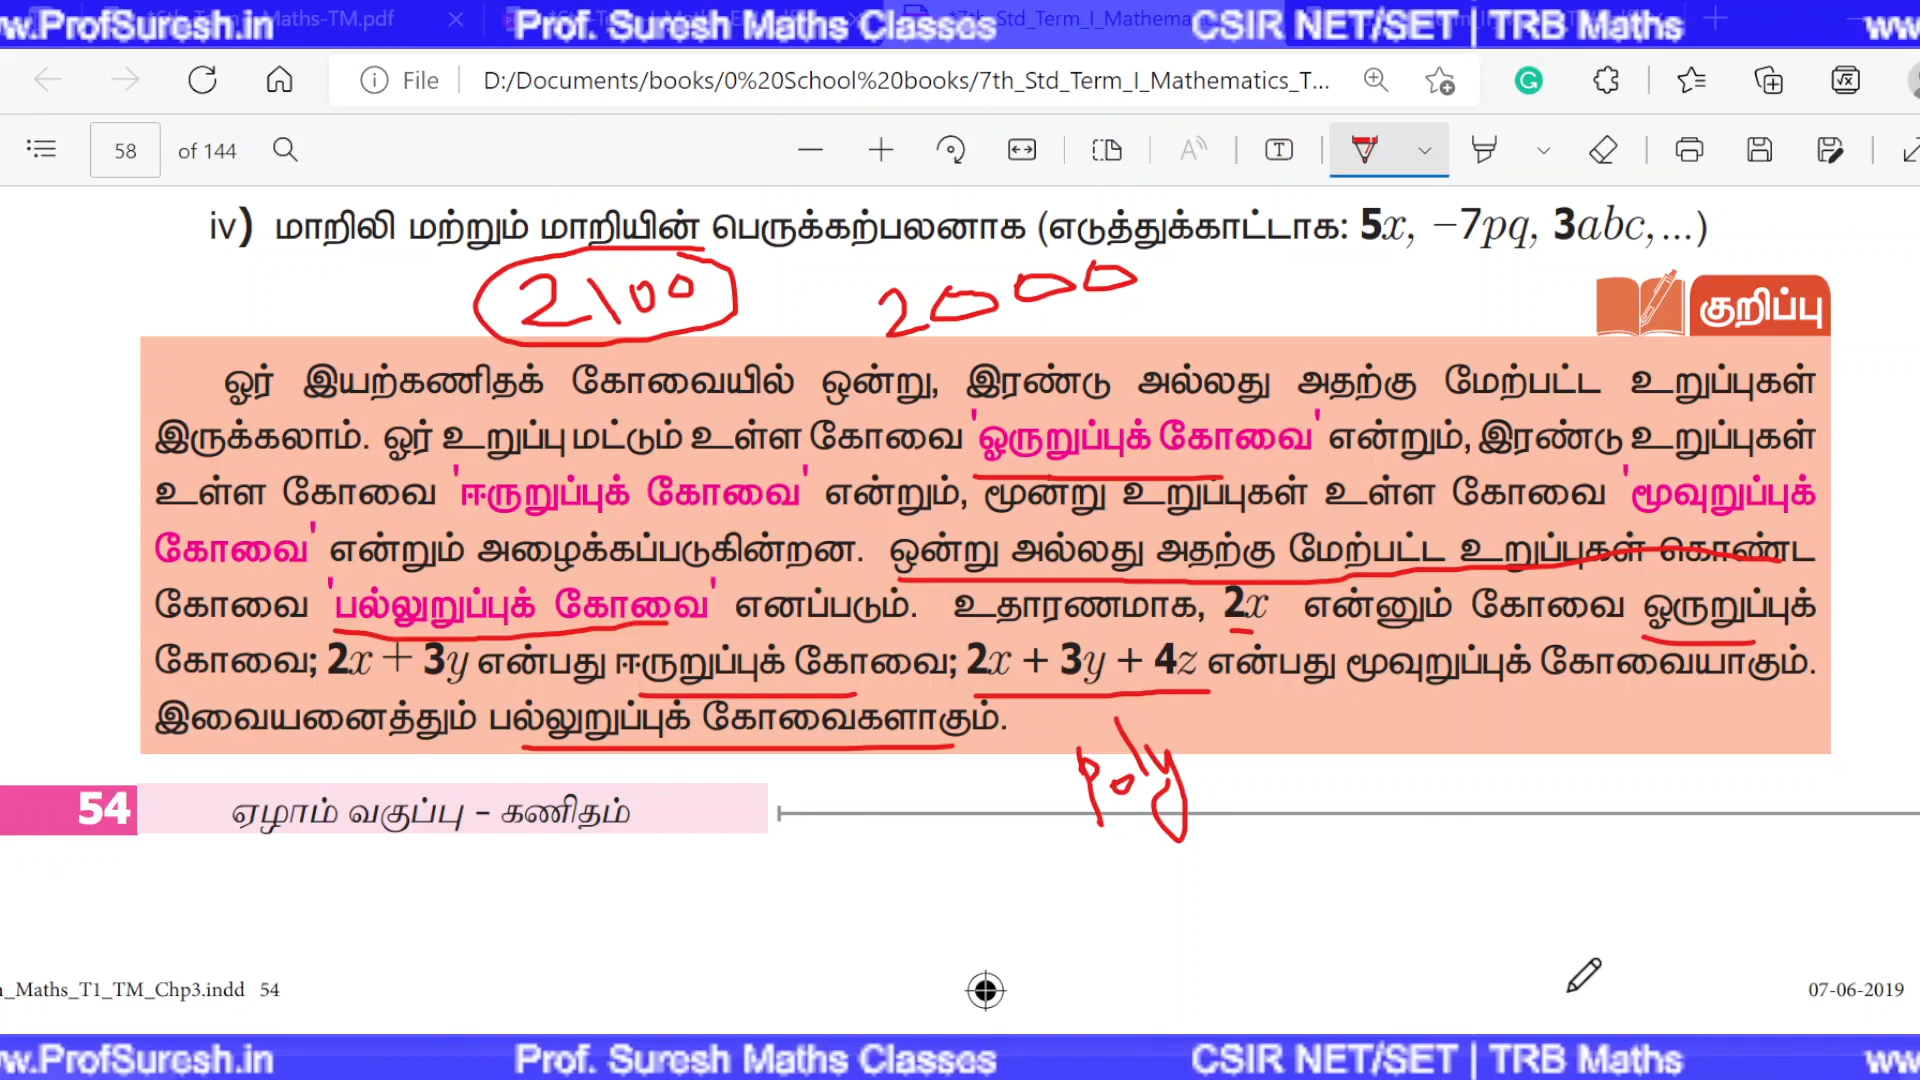 ww.ProfSuresh.in Prof. Suresh Maths Classes CSIR NET/SET | TRB Maths ww
File D:/Documents/books/0%20School%20books/7th_Std_Term_I_Mathematics_T...
58 of 144
iv) மாறிலி மற்றும் மாறியின் பெருக்கற்பலனாக (எடுத்துக்காட்டாக: 5x, −7pq, 3abc,...)
2100 2000
குறிப்பு
ஓர் இயற்கணிதக் கோவையில் ஒன்று, இரண்டு அல்லது அதற்கு மேற்பட்ட உறுப்புகள்
இருக்கலாம். ஓர் உறுப்பு மட்டும் உள்ள கோவை 'ஓருறுப்புக் கோவை' என்றும், இரண்டு உறுப்புகள்
உள்ள கோவை 'ஈருறுப்புக் கோவை' என்றும், மூன்று உறுப்புகள் உள்ள கோவை 'மூவுறுப்புக்
கோவை' என்றும் அழைக்கப்படுகின்றன. ஒன்று அல்லது அதற்கு மேற்பட்ட உறுப்புகள் கொண்ட
கோவை 'பல்லுறுப்புக் கோவை' எனப்படும். உதாரணமாக, 2x என்னும் கோவை ஓருறுப்புக்
கோவை; 2x + 3y என்பது ஈருறுப்புக் கோவை; 2x + 3y + 4z என்பது மூவுறுப்புக் கோவையாகும்.
இவையனைத்தும் பல்லுறுப்புக் கோவைகளாகும்.
poly
54 ஏழாம் வகுப்பு – கணிதம்
_Maths_T1_TM_Chp3.indd 54 07-06-2019
w.ProfSuresh.in Prof. Suresh Maths Classes CSIR NET/SET | TRB Maths ww